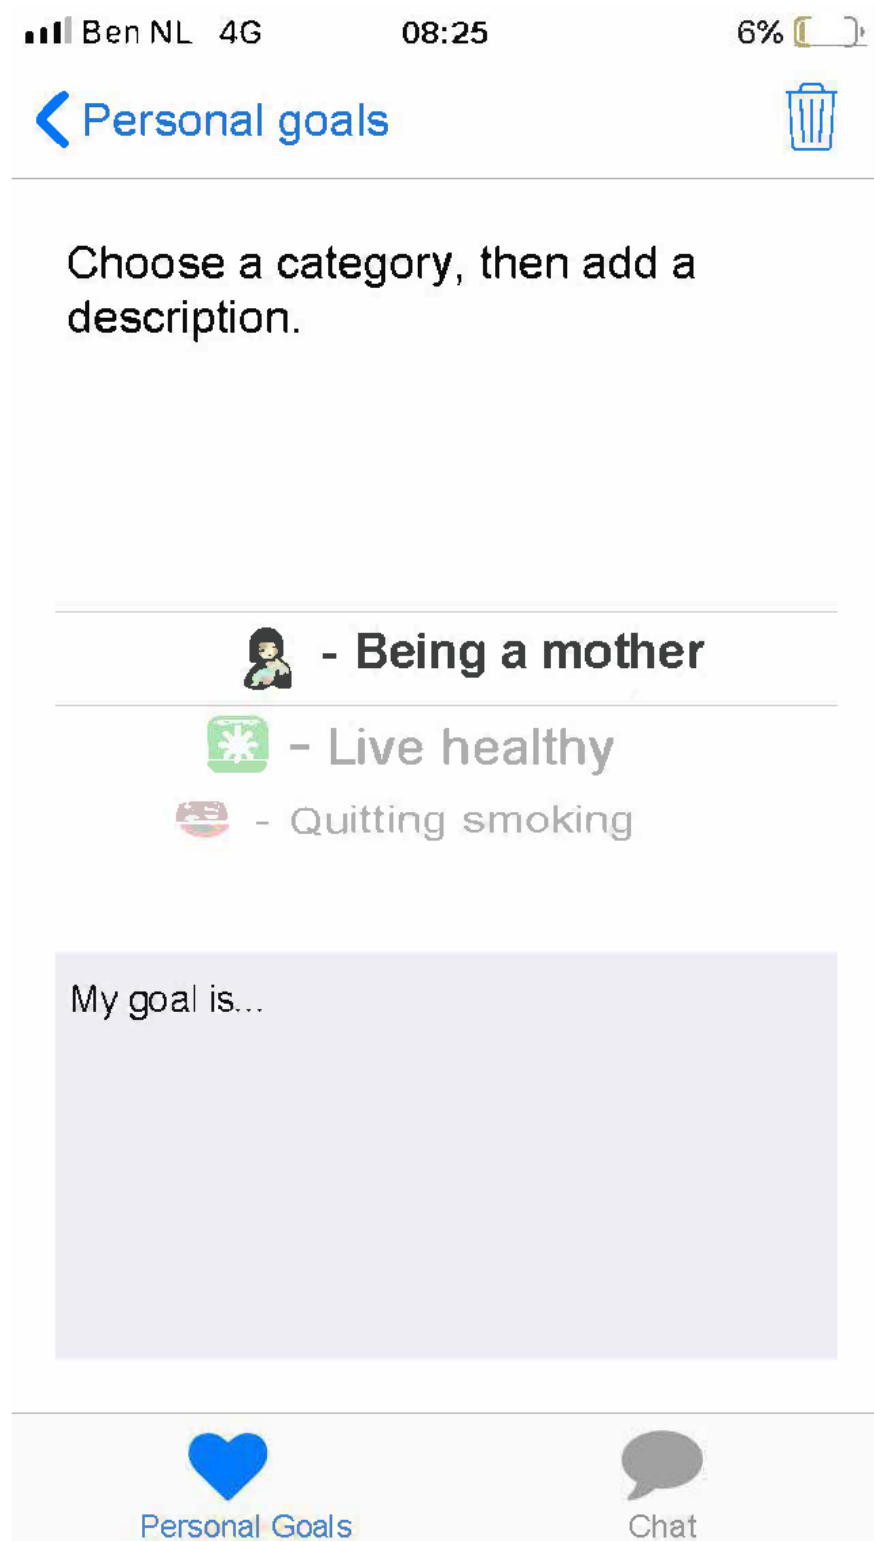 Ben NL 4G 08:25 6%
Personal goals
Choose a category, then add a
description.
- Being a mother
- Live healthy
- Quitting smoking
My goal is...
Personal Goals Chat